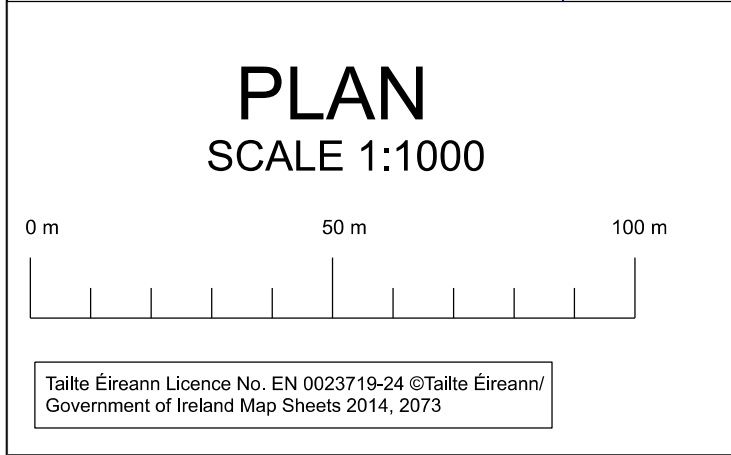 PLAN
SCALE 1:1000
0 m 50 m 100 m
Tailte Éireann Licence No. EN 0023719-24 ©Tailte Éireann/
Government of Ireland Map Sheets 2014, 2073